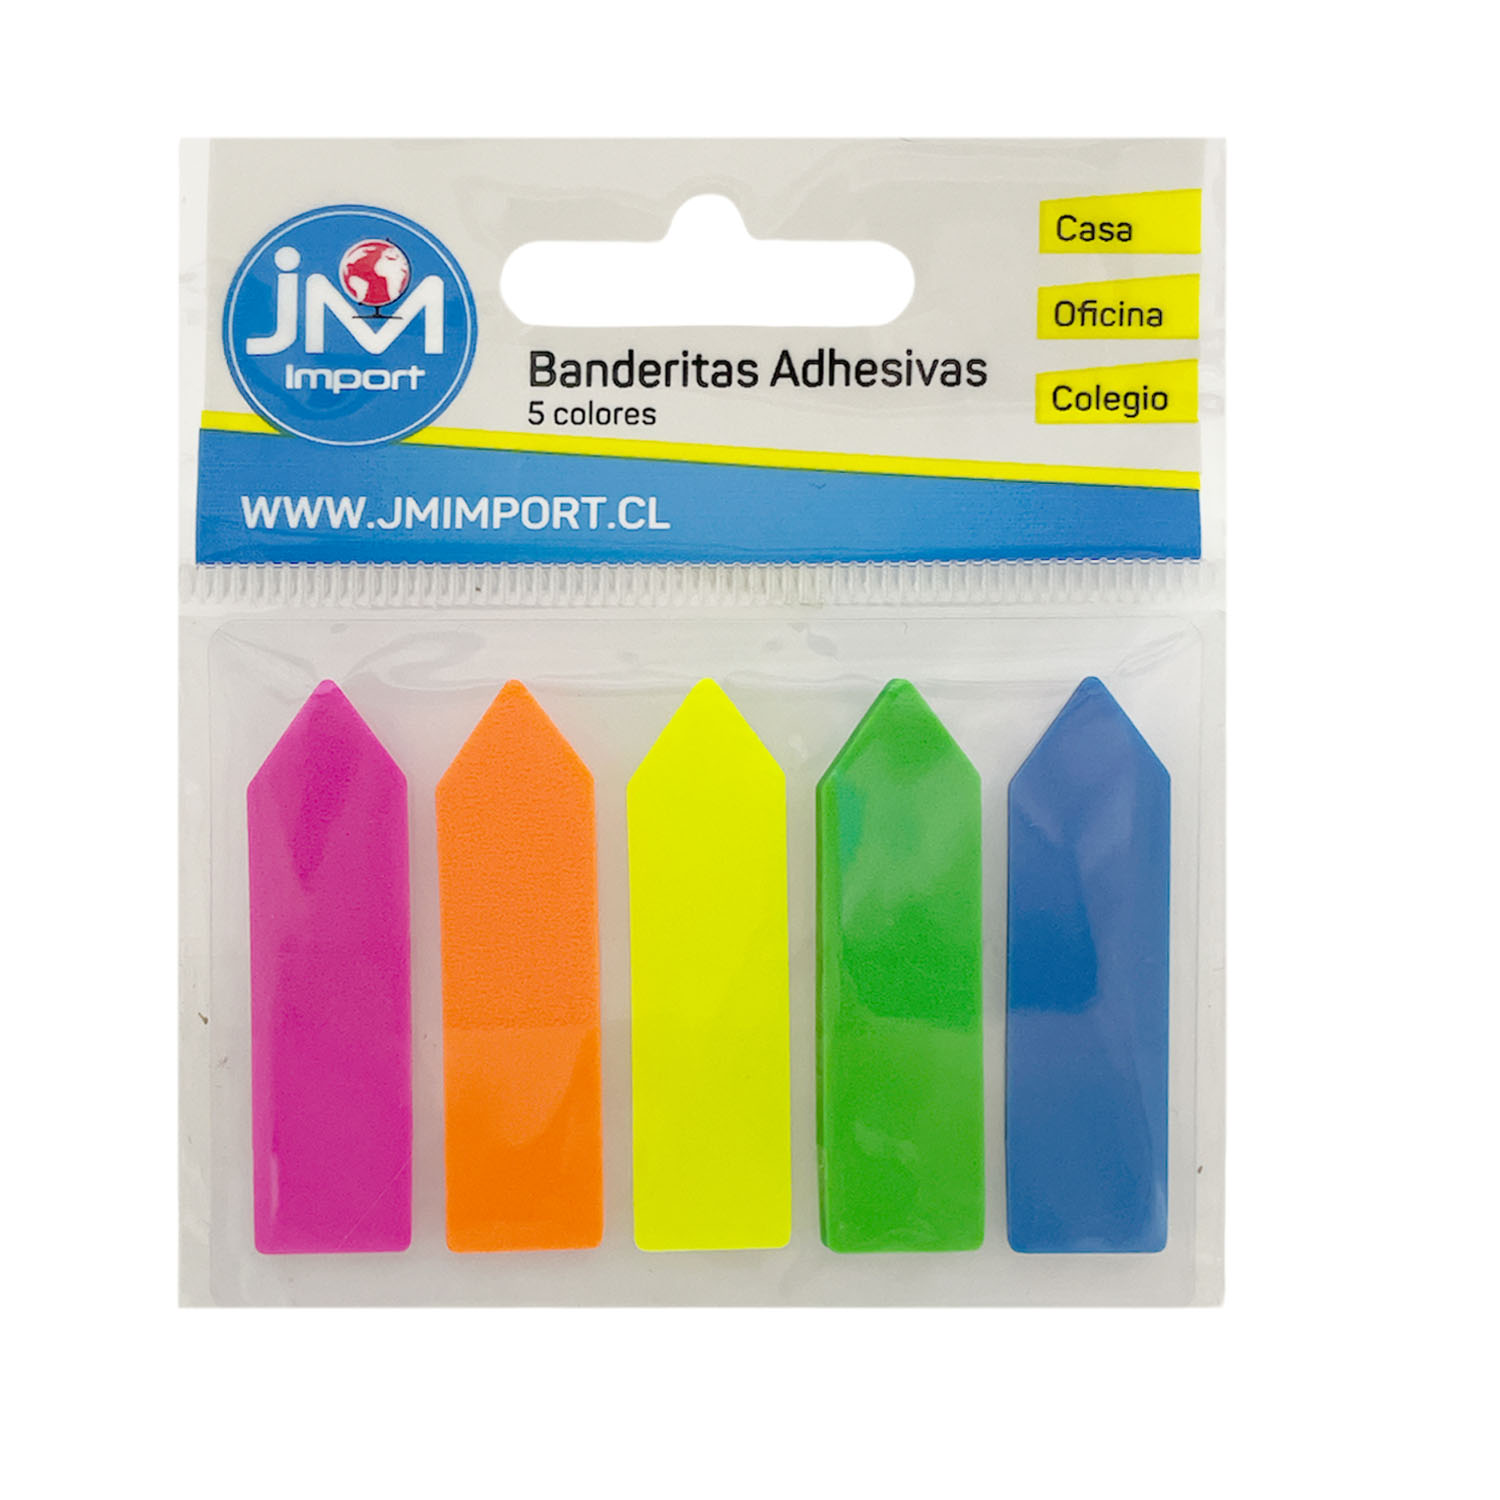 jM
Import
Banderitas Adhesivas
5 colores
Casa
Oficina
Colegio
WWW.JMIMPORT.CL